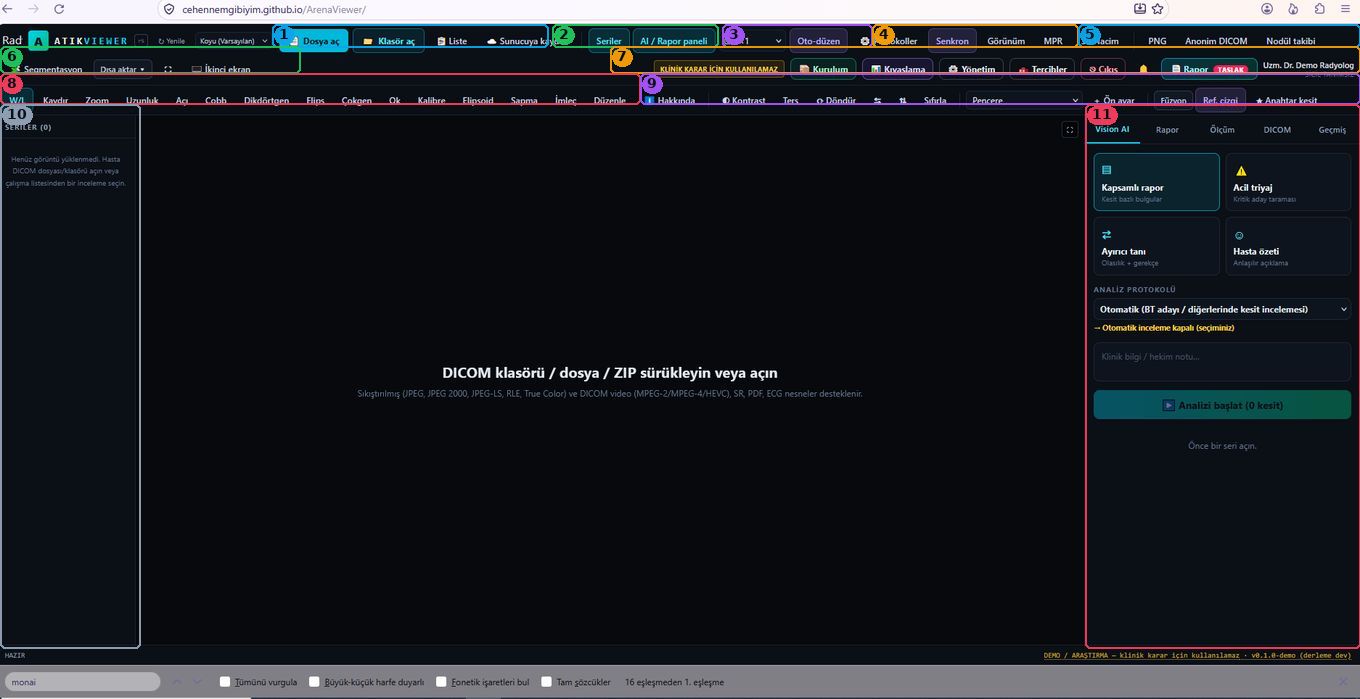 cehennemgibiyim.github.io/ArenaViewer/
Rad A ATIKVIEWER Yenile Koyu (Varsayılan) 1 Dosya aç Klasör aç Liste Sunucuya 2 Seriler AI / Rapor paneli 3 Oto-düzen 4 Senkron Görünüm MPR 5 PNG Anonim DICOM Nodül takibi
6 Segmentasyon Dışa aktar İkinci ekran 7 KLİNİK KARAR İÇİN KULLANILAMAZ Kurulum Kıyaslama Yönetim Tercihler Çıkış Rapor TASLAK Uzm. Dr. Demo Radyolog
8 W/L Kaydır Zoom Uzunluk Açı Cobb Dikdörtgen Elips Çokgen Ok Kalibre Elipsoid Sapma İmleç Düzenle 9 Hakkında Kontrast Ters Döndür Sıfırla Pencere + Ön ayar Füzyon Ref. çizgi ★ Anahtar kesit
10
SERİLER (0)
Henüz görüntü yüklenmedi. Hasta
DICOM dosyası/klasörü açın veya
çalışma listesinden bir inceleme seçin.
DICOM klasörü / dosya / ZIP sürükleyin veya açın
Sıkıştırılmış (JPEG, JPEG 2000, JPEG-LS, RLE, True Color) ve DICOM video (MPEG-2/MPEG-4/HEVC), SR, PDF, ECG nesneler desteklenir.
11
Vision AI Rapor Ölçüm DICOM Geçmiş
Kapsamlı rapor
Kesit bazlı bulgular
Acil triyaj
Kritik aday taraması
Ayırıcı tanı
Olasılık + gerekçe
Hasta özeti
Anlaşılır açıklama
ANALİZ PROTOKOLÜ
Otomatik (BT adayı / diğerlerinde kesit incelemesi)
— Otomatik inceleme kapalı (seçiminiz)
Klinik bilgi / hekim notu...
Analizi başlat (0 kesit)
Önce bir seri açın.
HAZIR
DEMO / ARAŞTIRMA — klinik karar için kullanılamaz · v0.1.0-demo (derleme dev)
monai Tümünü vurgula Büyük-küçük harfe duyarlı Fonetik işaretleri bul Tam sözcükler 16 eşleşmeden 1. eşleşme